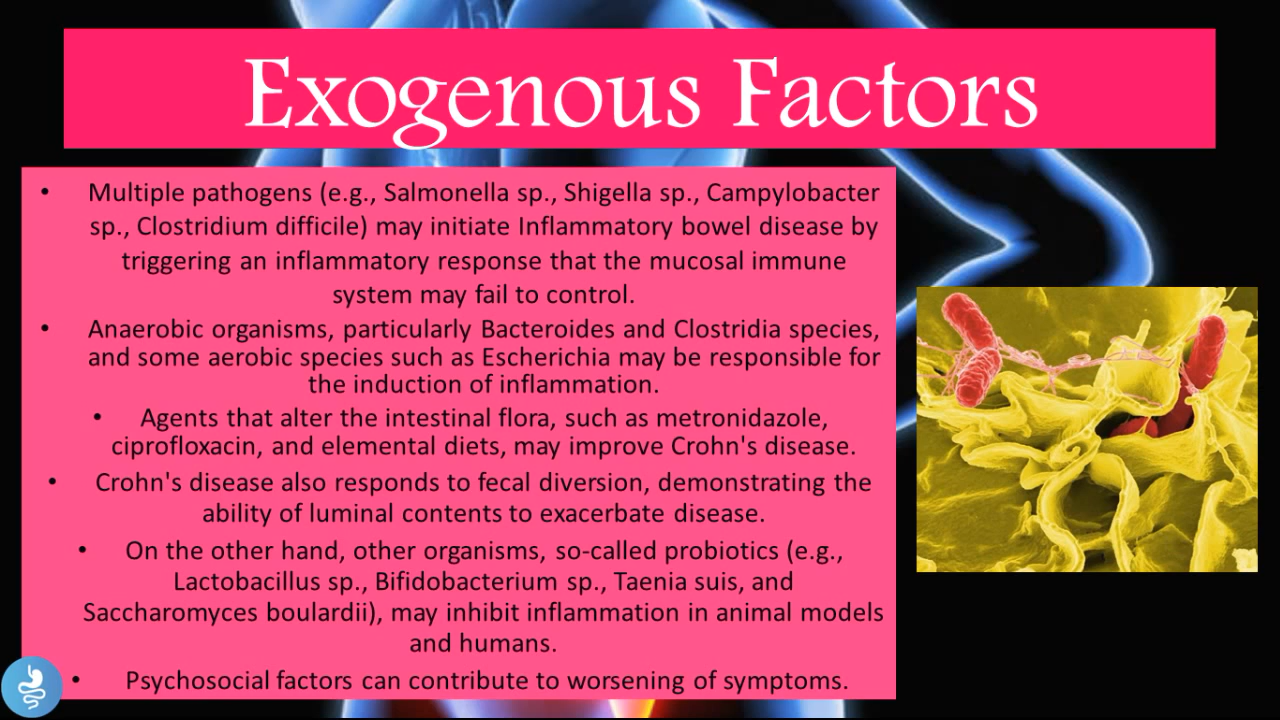 Exogenous Factors
• Multiple pathogens (e.g., Salmonella sp., Shigella sp., Campylobacter
sp., Clostridium difficile) may initiate Inflammatory bowel disease by
triggering an inflammatory response that the mucosal immune
system may fail to control.
• Anaerobic organisms, particularly Bacteroides and Clostridia species,
and some aerobic species such as Escherichia may be responsible for
the induction of inflammation.
• Agents that alter the intestinal flora, such as metronidazole,
ciprofloxacin, and elemental diets, may improve Crohn's disease.
• Crohn's disease also responds to fecal diversion, demonstrating the
ability of luminal contents to exacerbate disease.
• On the other hand, other organisms, so-called probiotics (e.g.,
Lactobacillus sp., Bifidobacterium sp., Taenia suis, and
Saccharomyces boulardii), may inhibit inflammation in animal models
and humans.
• Psychosocial factors can contribute to worsening of symptoms.